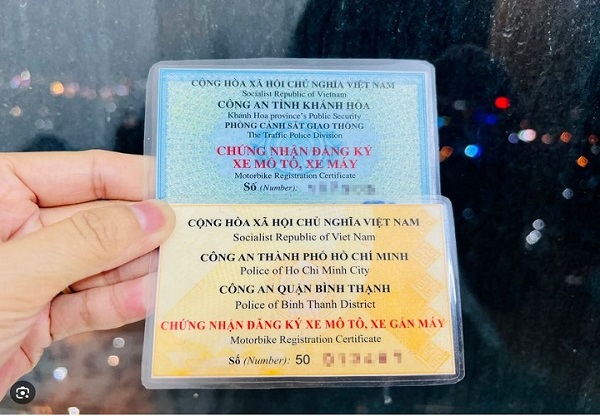 CỘNG HÒA XÃ HỘI CHỦ NGHĨA VIỆT NAM
Socialist Republic of Vietnam
CÔNG AN TỈNH KHÁNH HÒA
Khanh Hoa province's Public Security
PHÒNG CẢNH SÁT GIAO THÔNG
The Traffic Police Division
CHỨNG NHẬN ĐĂNG KÝ
XE MÔ TÔ, XE MÁY
Motorbike Registration Certificate
Số (Number):
CỘNG HÒA XÃ HỘI CHỦ NGHĨA VIỆT NAM
Socialist Republic of Viet Nam
CÔNG AN THÀNH PHỐ HỒ CHÍ MINH
Police of Ho Chi Minh City
CÔNG AN QUẬN BÌNH THẠNH
Police of Binh Thanh District
CHỨNG NHẬN ĐĂNG KÝ XE MÔ TÔ, XE GẮN MÁY
Motorbike Registration Certificate
Số (Number): 50